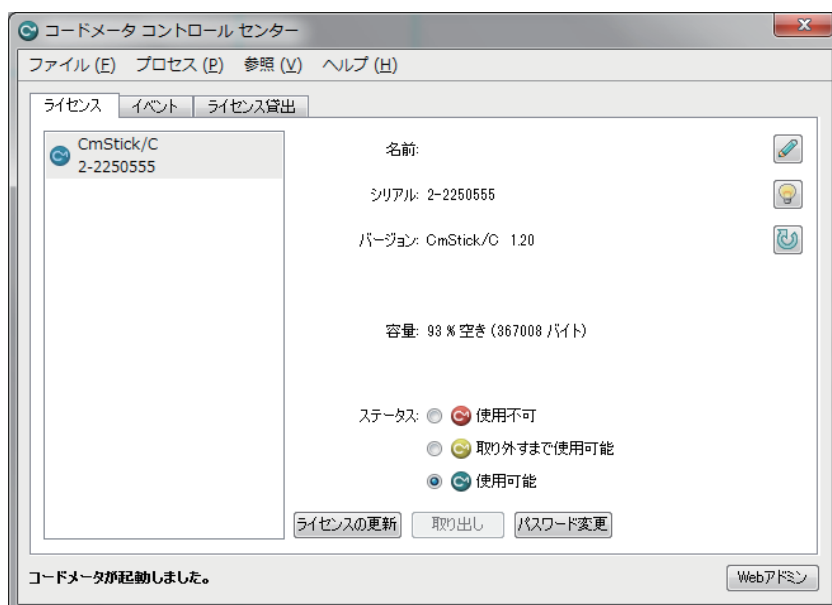 コードメータ コントロール センター
ファイル (F) プロセス (P) 参照 (V) ヘルプ (H)
ライセンス イベント ライセンス貸出
CmStick/C
2-2250555
名前:
シリアル: 2-2250555
バージョン: CmStick/C 1.20
容量: 93 % 空き (367008 バイト)
ステータス: 使用不可
取り外すまで使用可能
使用可能
ライセンスの更新 取り出し パスワード変更
コードメータが起動しました。
Webアドミン